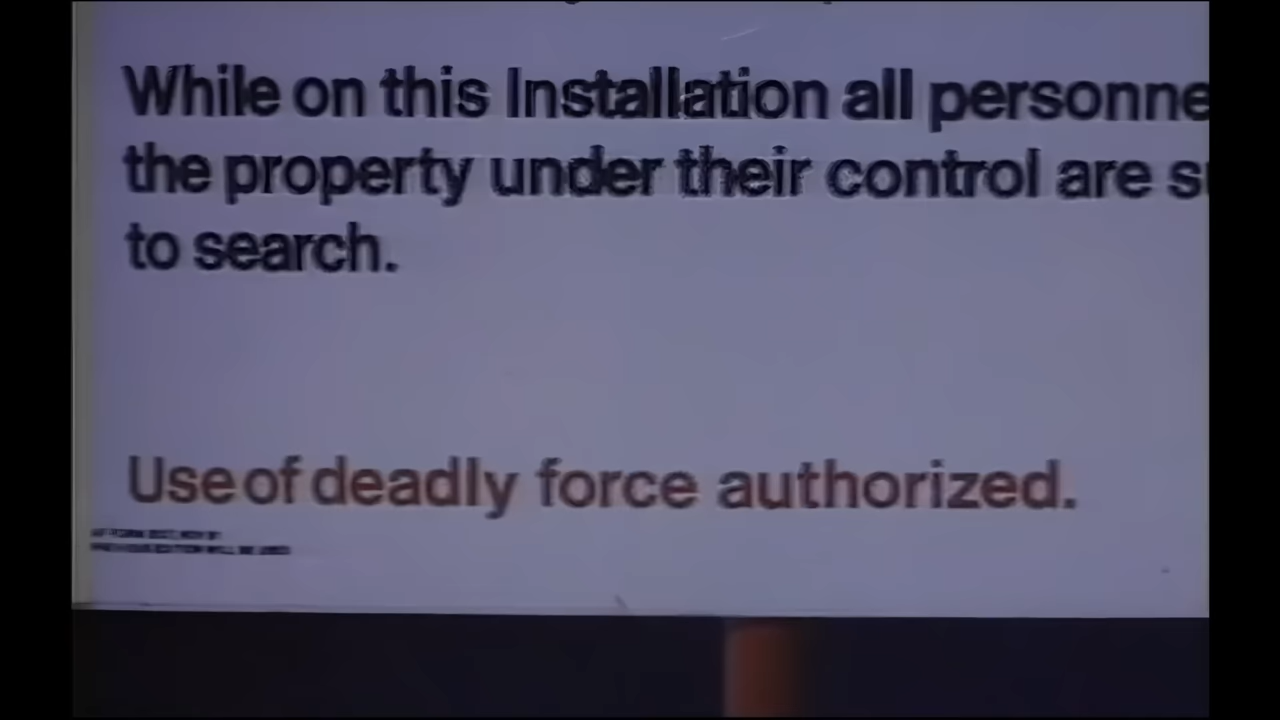 While on this Installation all personne
the property under their control are s
to search.
Use of deadly force authorized.